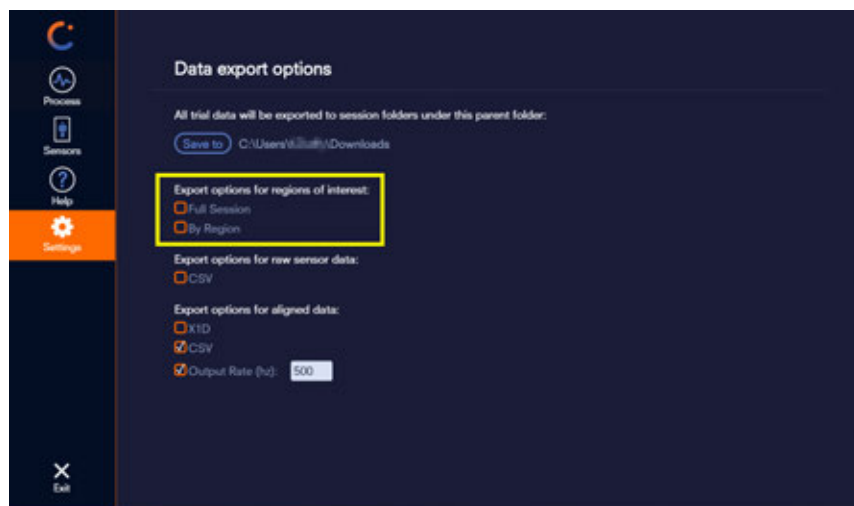 Data export options
Process
All trial data will be exported to session folders under this parent folder:
Save to C:\Users\ \Downloads
Sensors
Export options for regions of interest:
Help
Full Session
By Region
Settings
Export options for raw sensor data:
CSV
Export options for aligned data:
X1D
CSV
Output Rate (hz): 500
Exit